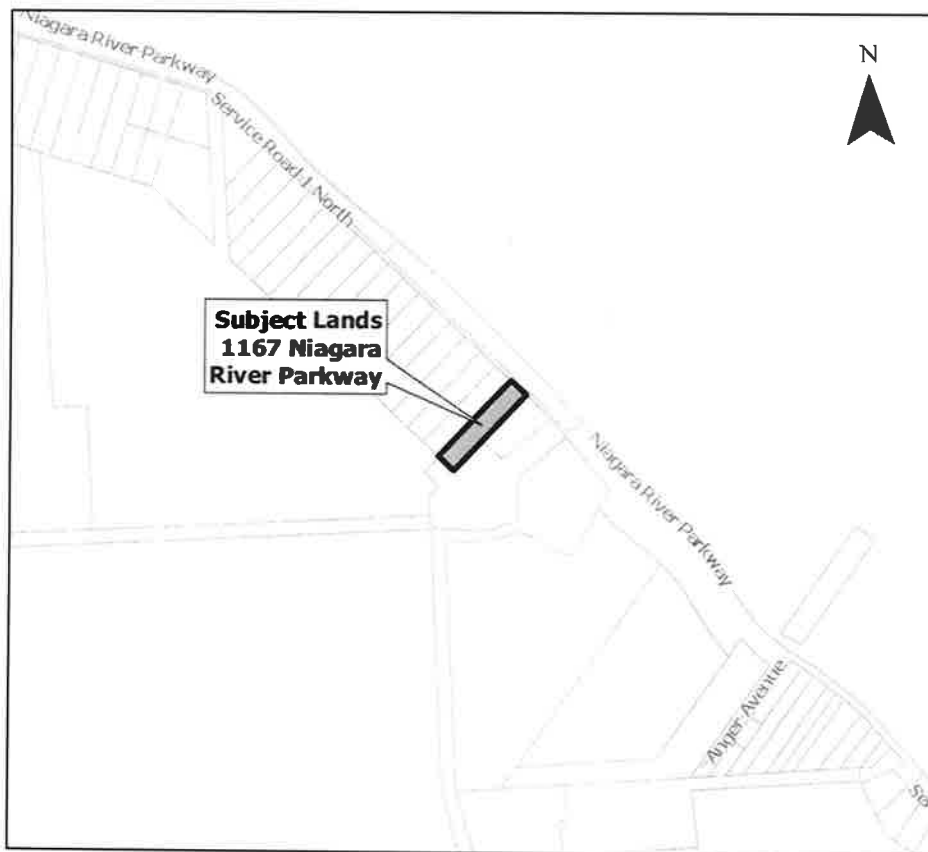 Niagara River Parkway
N
Service Road 1 North
Subject Lands
1167 Niagara
River Parkway
Niagara River Parkway
Anger Avenue